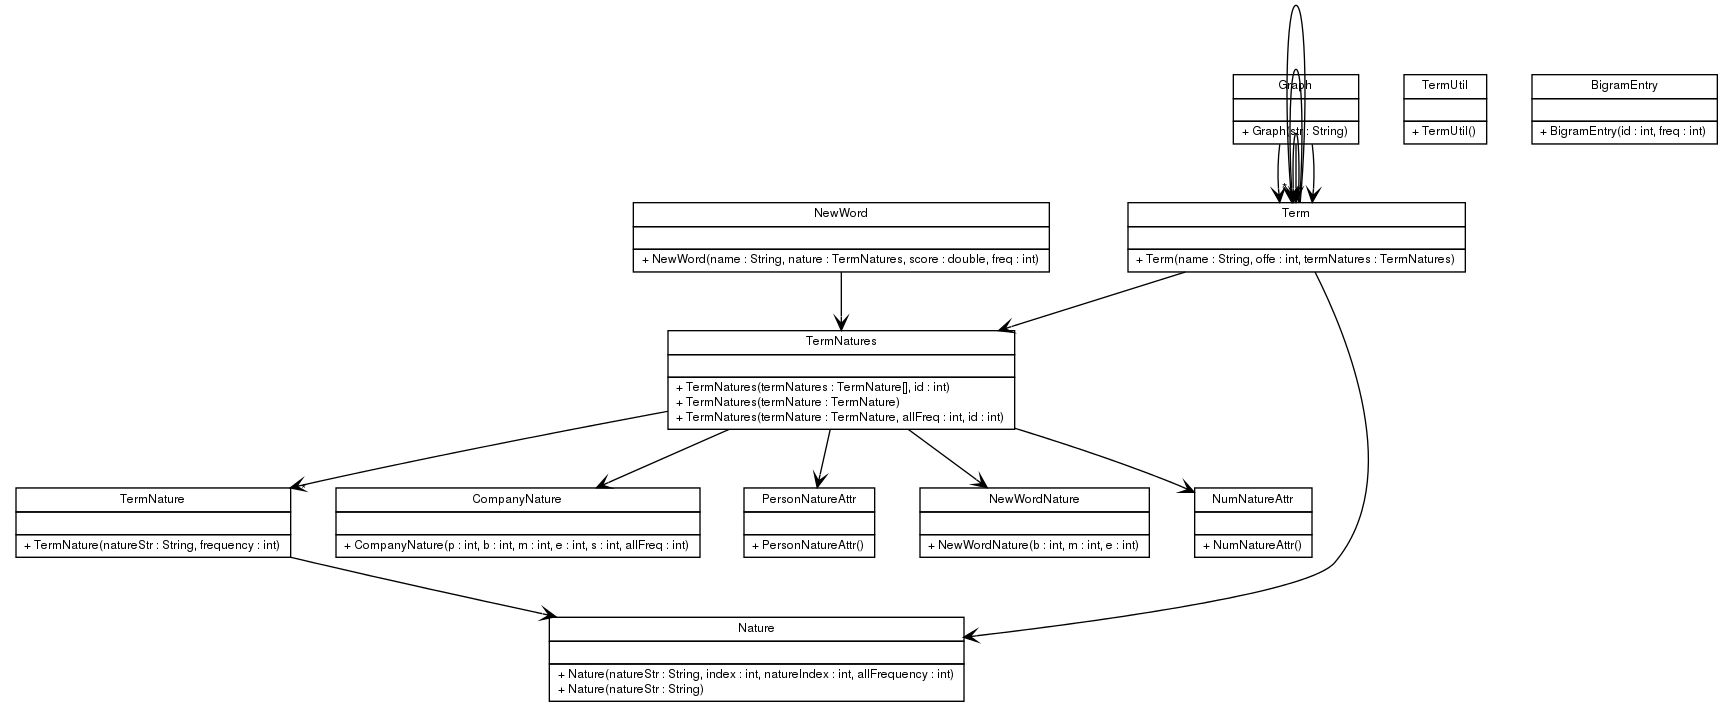 Graph
+ Graph(str : String)
TermUtil
+ TermUtil()
BigramEntry
+ BigramEntry(id : int, freq : int)
NewWord
+ NewWord(name : String, nature : TermNatures, score : double, freq : int)
Term
+ Term(name : String, offe : int, termNatures : TermNatures)
TermNatures
+ TermNatures(termNatures : TermNature[], id : int)
+ TermNatures(termNature : TermNature)
+ TermNatures(termNature : TermNature, allFreq : int, id : int)
TermNature
+ TermNature(natureStr : String, frequency : int)
CompanyNature
+ CompanyNature(p : int, b : int, m : int, e : int, s : int, allFreq : int)
PersonNatureAttr
+ PersonNatureAttr()
NewWordNature
+ NewWordNature(b : int, m : int, e : int)
NumNatureAttr
+ NumNatureAttr()
Nature
+ Nature(natureStr : String, index : int, natureIndex : int, allFrequency : int)
+ Nature(natureStr : String)